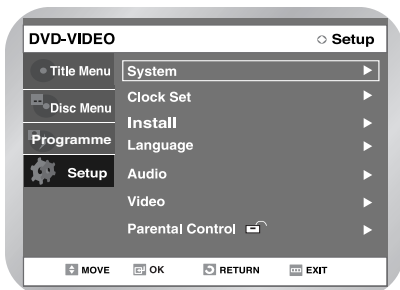 DVD-VIDEO Setup
Title Menu
Disc Menu
Programme
Setup
System
Clock Set
Install
Language
Audio
Video
Parental Control
MOVE OK RETURN EXIT